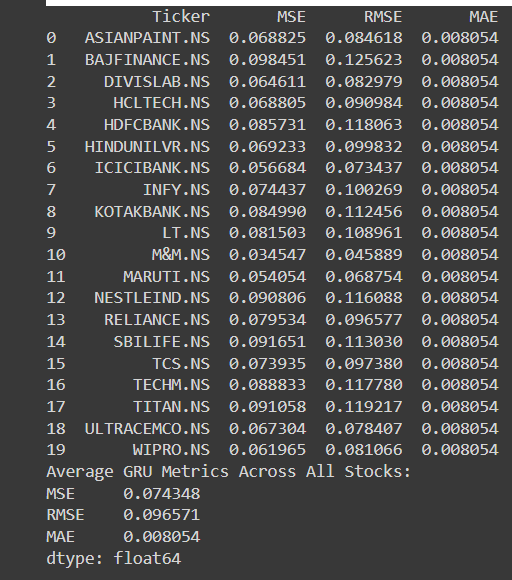 Ticker MSE RMSE MAE
0 ASIANPAINT.NS 0.068825 0.084618 0.008054
1 BAJFINANCE.NS 0.098451 0.125623 0.008054
2 DIVISLAB.NS 0.064611 0.082979 0.008054
3 HCLTECH.NS 0.068805 0.090984 0.008054
4 HDFCBANK.NS 0.085731 0.118063 0.008054
5 HINDUNILVR.NS 0.069233 0.099832 0.008054
6 ICICIBANK.NS 0.056684 0.073437 0.008054
7 INFY.NS 0.074437 0.100269 0.008054
8 KOTAKBANK.NS 0.084990 0.112456 0.008054
9 LT.NS 0.081503 0.108961 0.008054
10 M&M.NS 0.034547 0.045889 0.008054
11 MARUTI.NS 0.054054 0.068754 0.008054
12 NESTLEIND.NS 0.090806 0.116088 0.008054
13 RELIANCE.NS 0.079534 0.096577 0.008054
14 SBILIFE.NS 0.091651 0.113030 0.008054
15 TCS.NS 0.073935 0.097380 0.008054
16 TECHM.NS 0.088833 0.117780 0.008054
17 TITAN.NS 0.091058 0.119217 0.008054
18 ULTRACEMCO.NS 0.067304 0.078407 0.008054
19 WIPRO.NS 0.061965 0.081066 0.008054
Average GRU Metrics Across All Stocks:
MSE 0.074348
RMSE 0.096571
MAE 0.008054
dtype: float64